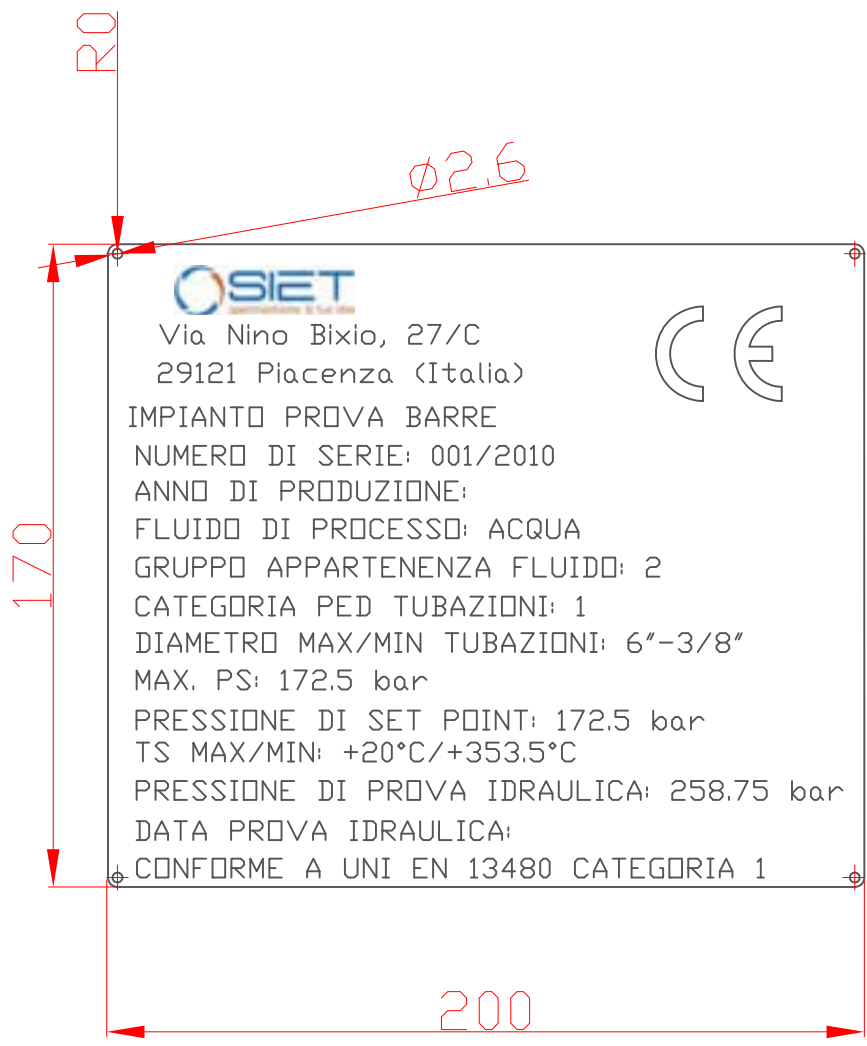 R0
Ø2.6
SIET
Via Nino Bixio, 27/C
29121 Piacenza (Italia)
CE
IMPIANTO PROVA BARRE
NUMERO DI SERIE: 001/2010
ANNO DI PRODUZIONE:
FLUIDO DI PROCESSO: ACQUA
GRUPPO APPARTENENZA FLUIDO: 2
CATEGORIA PED TUBAZIONI: 1
DIAMETRO MAX/MIN TUBAZIONI: 6"-3/8"
MAX. PS: 172.5 bar
PRESSIONE DI SET POINT: 172.5 bar
TS MAX/MIN: +20°C/+353.5°C
PRESSIONE DI PROVA IDRAULICA: 258.75 bar
DATA PROVA IDRAULICA:
CONFORME A UNI EN 13480 CATEGORIA 1
170
200